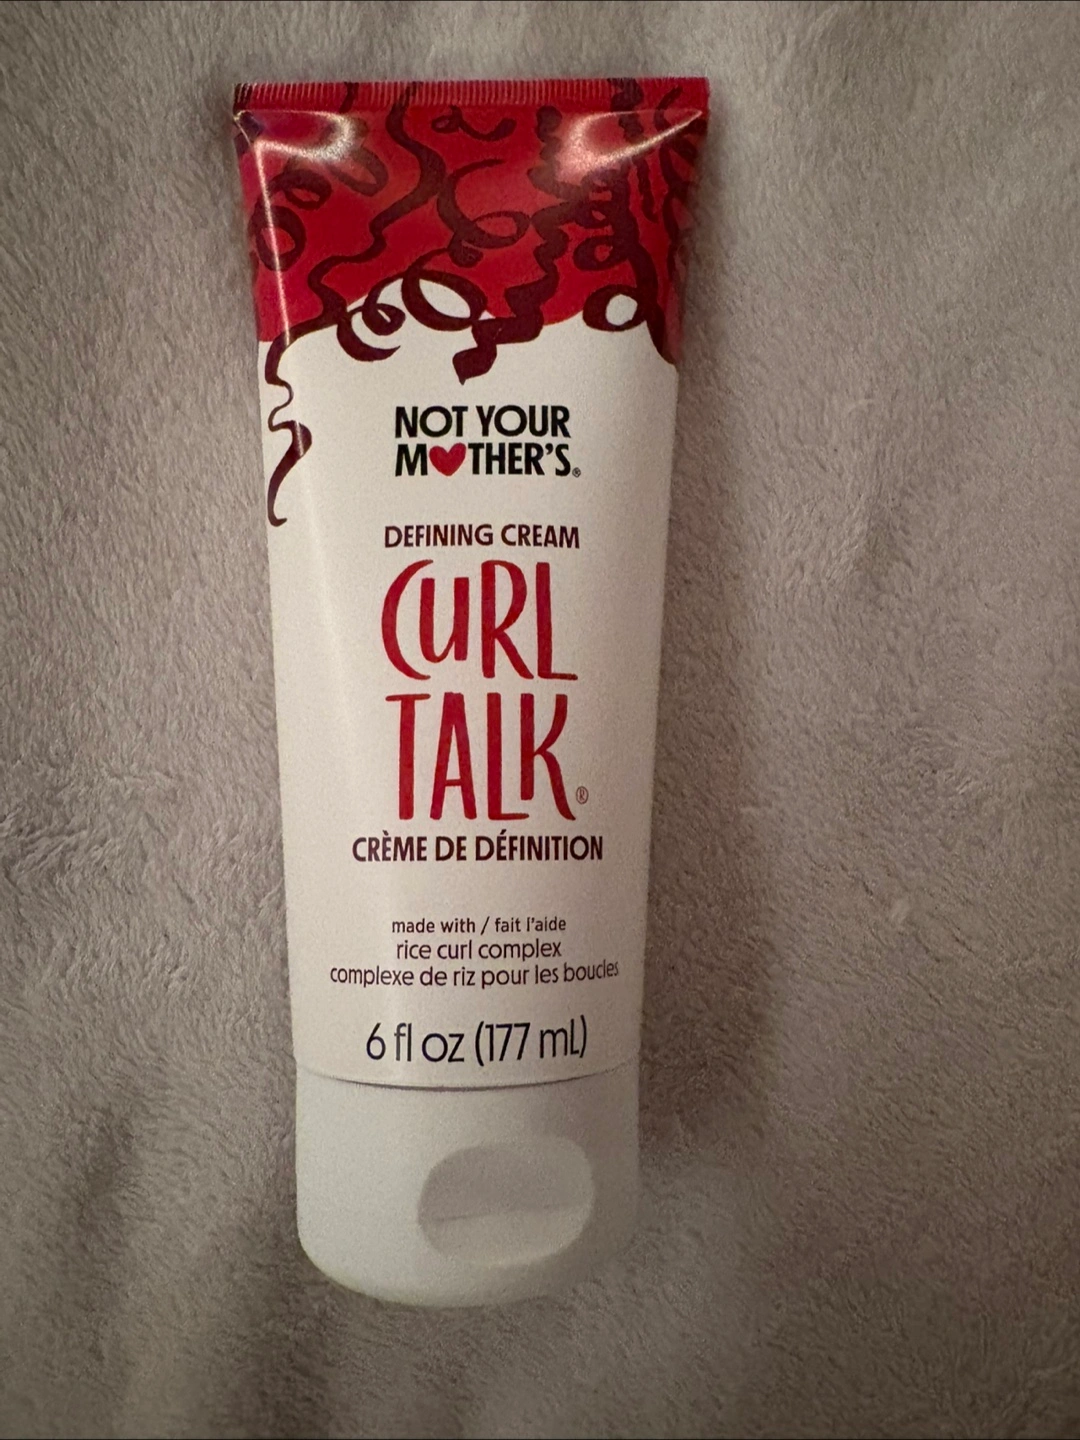 NOT YOUR
M❤THER'S®
DEFINING CREAM
CURL
TALK®
CRÈME DE DÉFINITION
made with / fait l'aide
rice curl complex
complexe de riz pour les boucles
6 fl oz (177 mL)